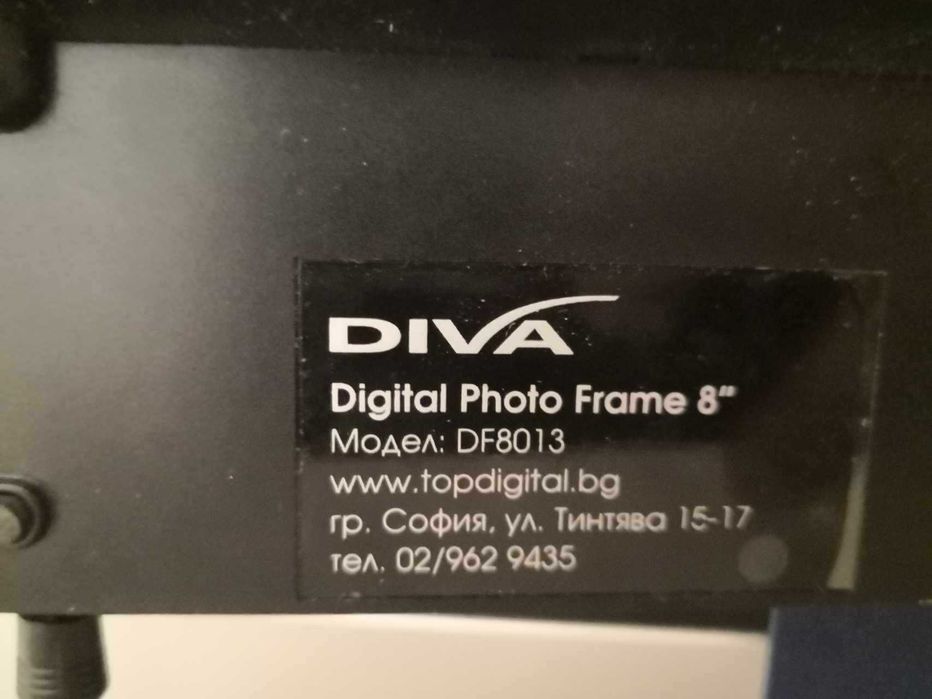 DIVA
Digital Photo Frame 8"
Модел: DF8013
www.topdigital.bg
гр. София, ул. Тинтява 15-17
тел. 02/962 9435